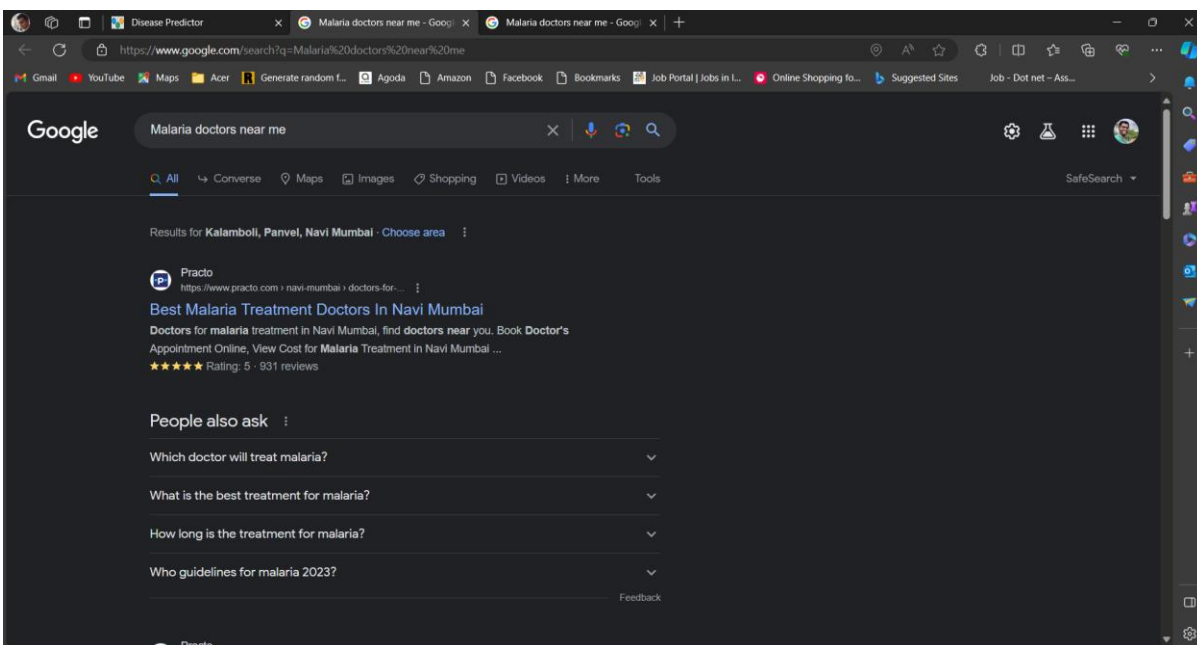 Disease Predictor
Malaria doctors near me - Googl
Malaria doctors near me - Googl
https://www.google.com/search?q=Malaria%20doctors%20near%20me
Gmail YouTube Maps Acer Generate random f... Agoda Amazon Facebook Bookmarks Job Portal | Jobs in I... Online Shopping fo... Suggested Sites Job - Dot net – Ass...
Google
Malaria doctors near me
All Converse Maps Images Shopping Videos More Tools
SafeSearch
Results for Kalamboli, Panvel, Navi Mumbai · Choose area
Practo
https://www.practo.com › navi-mumbai › doctors-for-...
Best Malaria Treatment Doctors In Navi Mumbai
Doctors for malaria treatment in Navi Mumbai, find doctors near you. Book Doctor's
Appointment Online, View Cost for Malaria Treatment in Navi Mumbai ...
Rating: 5 · 931 reviews
People also ask
Which doctor will treat malaria?
What is the best treatment for malaria?
How long is the treatment for malaria?
Who guidelines for malaria 2023?
Feedback
Practo